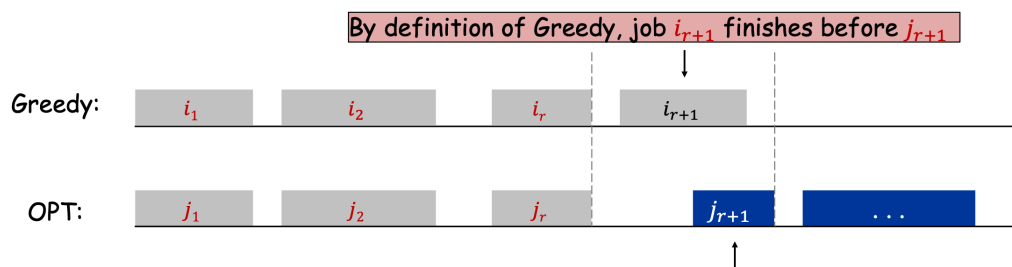 By definition of Greedy, job i_{r+1} finishes before j_{r+1}
Greedy: i_1 i_2 i_r i_{r+1}
OPT: j_1 j_2 j_r j_{r+1} . . .